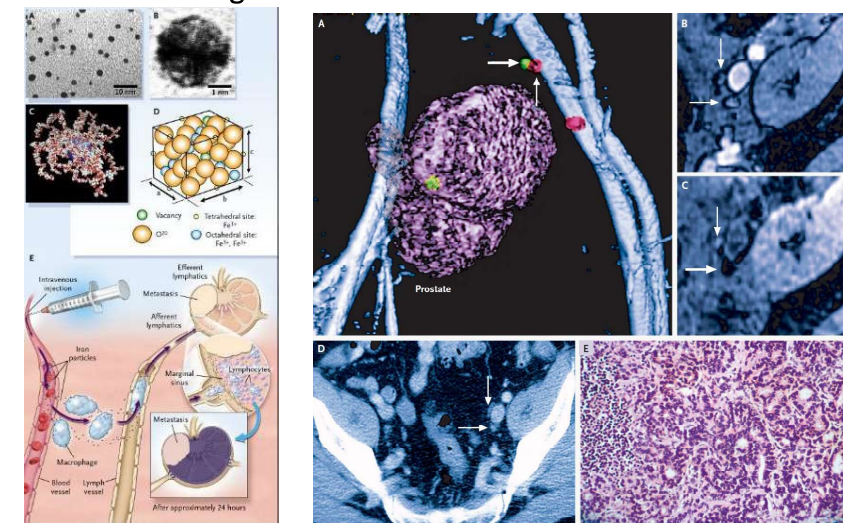 A
B
10 nm
1 nm
C
D
c
a
b
Vacancy
Tetrahedral site:
Fe³⁺
O²⁻
Octahedral site:
Fe³⁺, Fe²⁺
E
Intravenous
injection
Efferent
lymphatics
Metastasis
Afferent
lymphatics
Iron
particles
Marginal
sinus
Lymphocytes
Metastasis
Macrophage
Blood
vessel
Lymph
vessel
After approximately 24 hours
A
Prostate
B
C
D
E